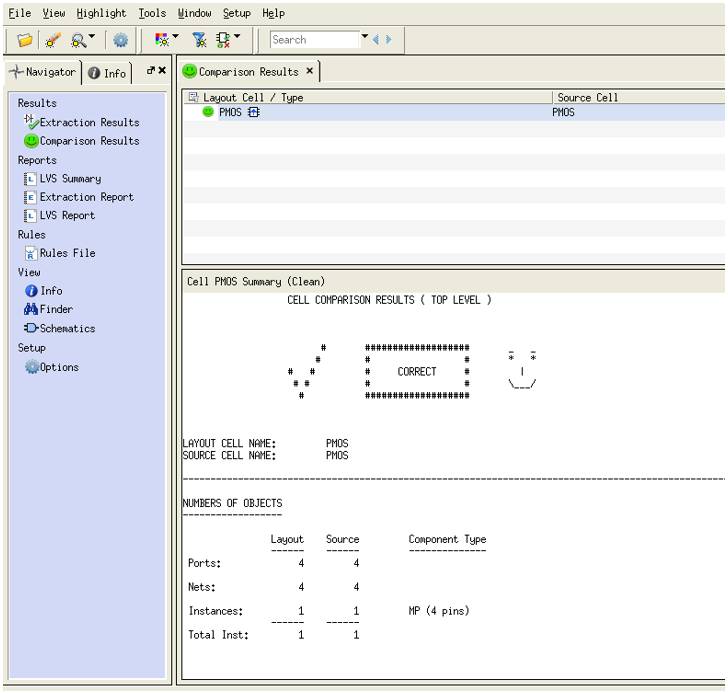 File View Highlight Tools Window Setup Help
Search
Navigator Info
Comparison Results
Results
Extraction Results
Comparison Results
Reports
LVS Summary
Extraction Report
LVS Report
Rules
Rules File
View
Info
Finder
Schematics
Setup
Options
Layout Cell / Type Source Cell
PMOS PMOS
Cell PMOS Summary (Clean)
CELL COMPARISON RESULTS ( TOP LEVEL )
# ################### _ _
# # # * *
# # # CORRECT # |
# # # # \___/
# ###################
LAYOUT CELL NAME: PMOS
SOURCE CELL NAME: PMOS
NUMBERS OF OBJECTS
------------------
Layout Source Component Type
------ ------ --------------
Ports: 4 4
Nets: 4 4
Instances: 1 1 MP (4 pins)
------ ------
Total Inst: 1 1